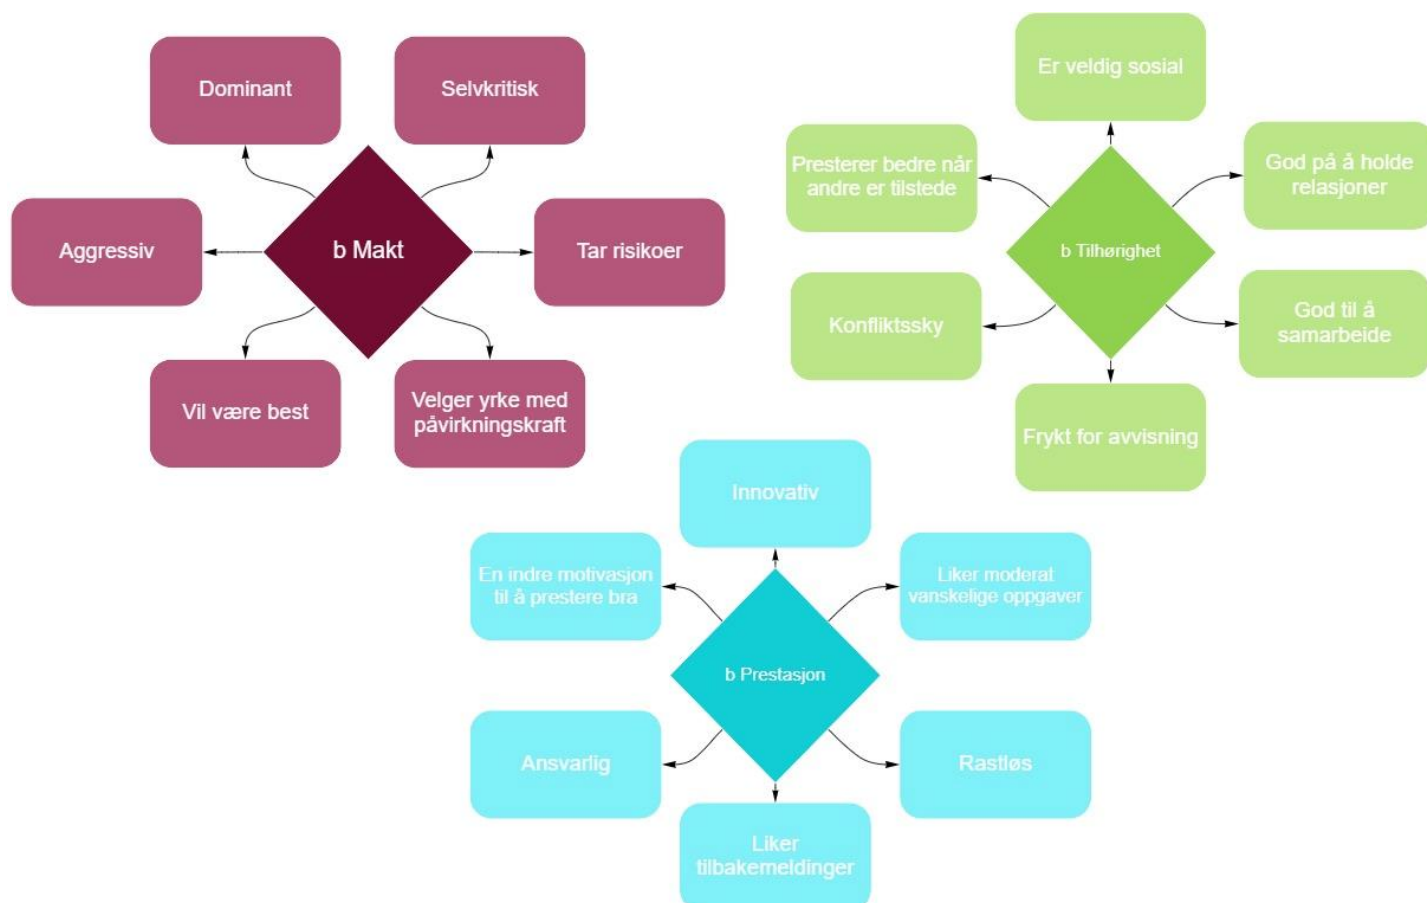 Dominant
Selvkritisk
Aggressiv
b Makt
Tar risikoer
Vil være best
Velger yrke med
påvirkningskraft
Er veldig sosial
Presterer bedre når
andre er tilstede
God på å holde
relasjoner
b Tilhørighet
Konfliktssky
God til å
samarbeide
Frykt for avvisning
Innovativ
En indre motivasjon
til å prestere bra
Liker moderat
vanskelige oppgaver
b Prestasjon
Ansvarlig
Rastløs
Liker
tilbakemeldinger